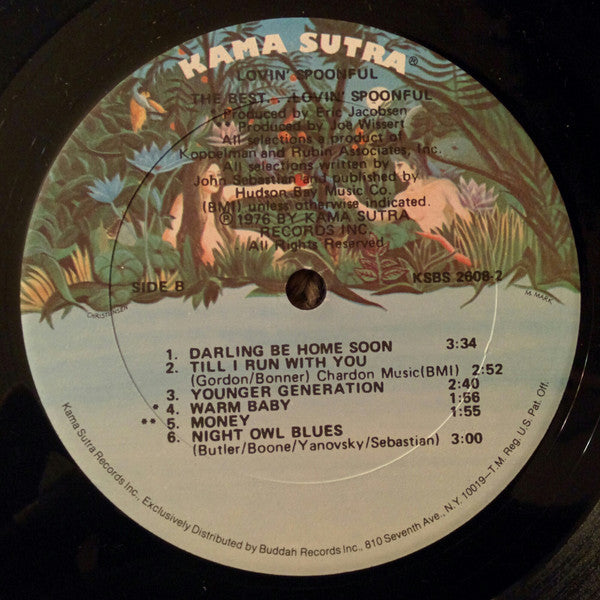 KAMA SUTRA®
LOVIN' SPOONFUL
THE BEST... LOVIN' SPOONFUL
Produced by Eric Jacobsen
* Produced by Joe Wissert
All selections a product of
Koppelman and Rubin Associates, Inc.
All selections written by
John Sebastian and published by
Hudson Bay Music Co.
(BMI) unless otherwise indicated.
℗1976 BY KAMA SUTRA
RECORDS INC.
All Rights Reserved
SIDE B
KSBS 2608-2
CHRISTENSEN
M. MARK
1. DARLING BE HOME SOON 3:34
2. TILL I RUN WITH YOU
(Gordon/Bonner) Chardon Music(BMI) 2:52
3. YOUNGER GENERATION 2:40
* 4. WARM BABY 1:56
** 5. MONEY 1:55
6. NIGHT OWL BLUES
(Butler/Boone/Yanovsky/Sebastian) 3:00
Kama Sutra Records Inc., Exclusively Distributed by Buddah Records Inc., 810 Seventh Ave., N.Y. 10019—T.M. Reg. U.S. Pat. Off.